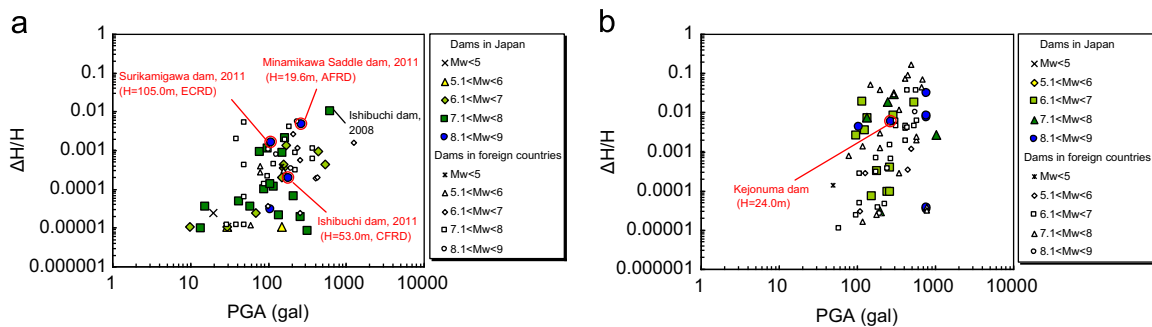 a
ΔH/H
1
0.1
0.01
0.001
0.0001
0.00001
0.000001
1
10
100
1000
10000
PGA (gal)
Surikamigawa dam, 2011
(H=105.0m, ECRD)
Minamikawa Saddle dam, 2011
(H=19.6m, AFRD)
Ishibuchi dam,
2008
Ishibuchi dam, 2011
(H=53.0m, CFRD)
Dams in Japan
Mw<5
5.1<Mw<6
6.1<Mw<7
7.1<Mw<8
8.1<Mw<9
Dams in foreign countries
Mw<5
5.1<Mw<6
6.1<Mw<7
7.1<Mw<8
8.1<Mw<9
b
ΔH/H
1
0.1
0.01
0.001
0.0001
0.00001
0.000001
1
10
100
1000
10000
PGA (gal)
Kejonuma dam
(H=24.0m)
Dams in Japan
Mw<5
5.1<Mw<6
6.1<Mw<7
7.1<Mw<8
8.1<Mw<9
Dams in foreign countries
Mw<5
5.1<Mw<6
6.1<Mw<7
7.1<Mw<8
8.1<Mw<9